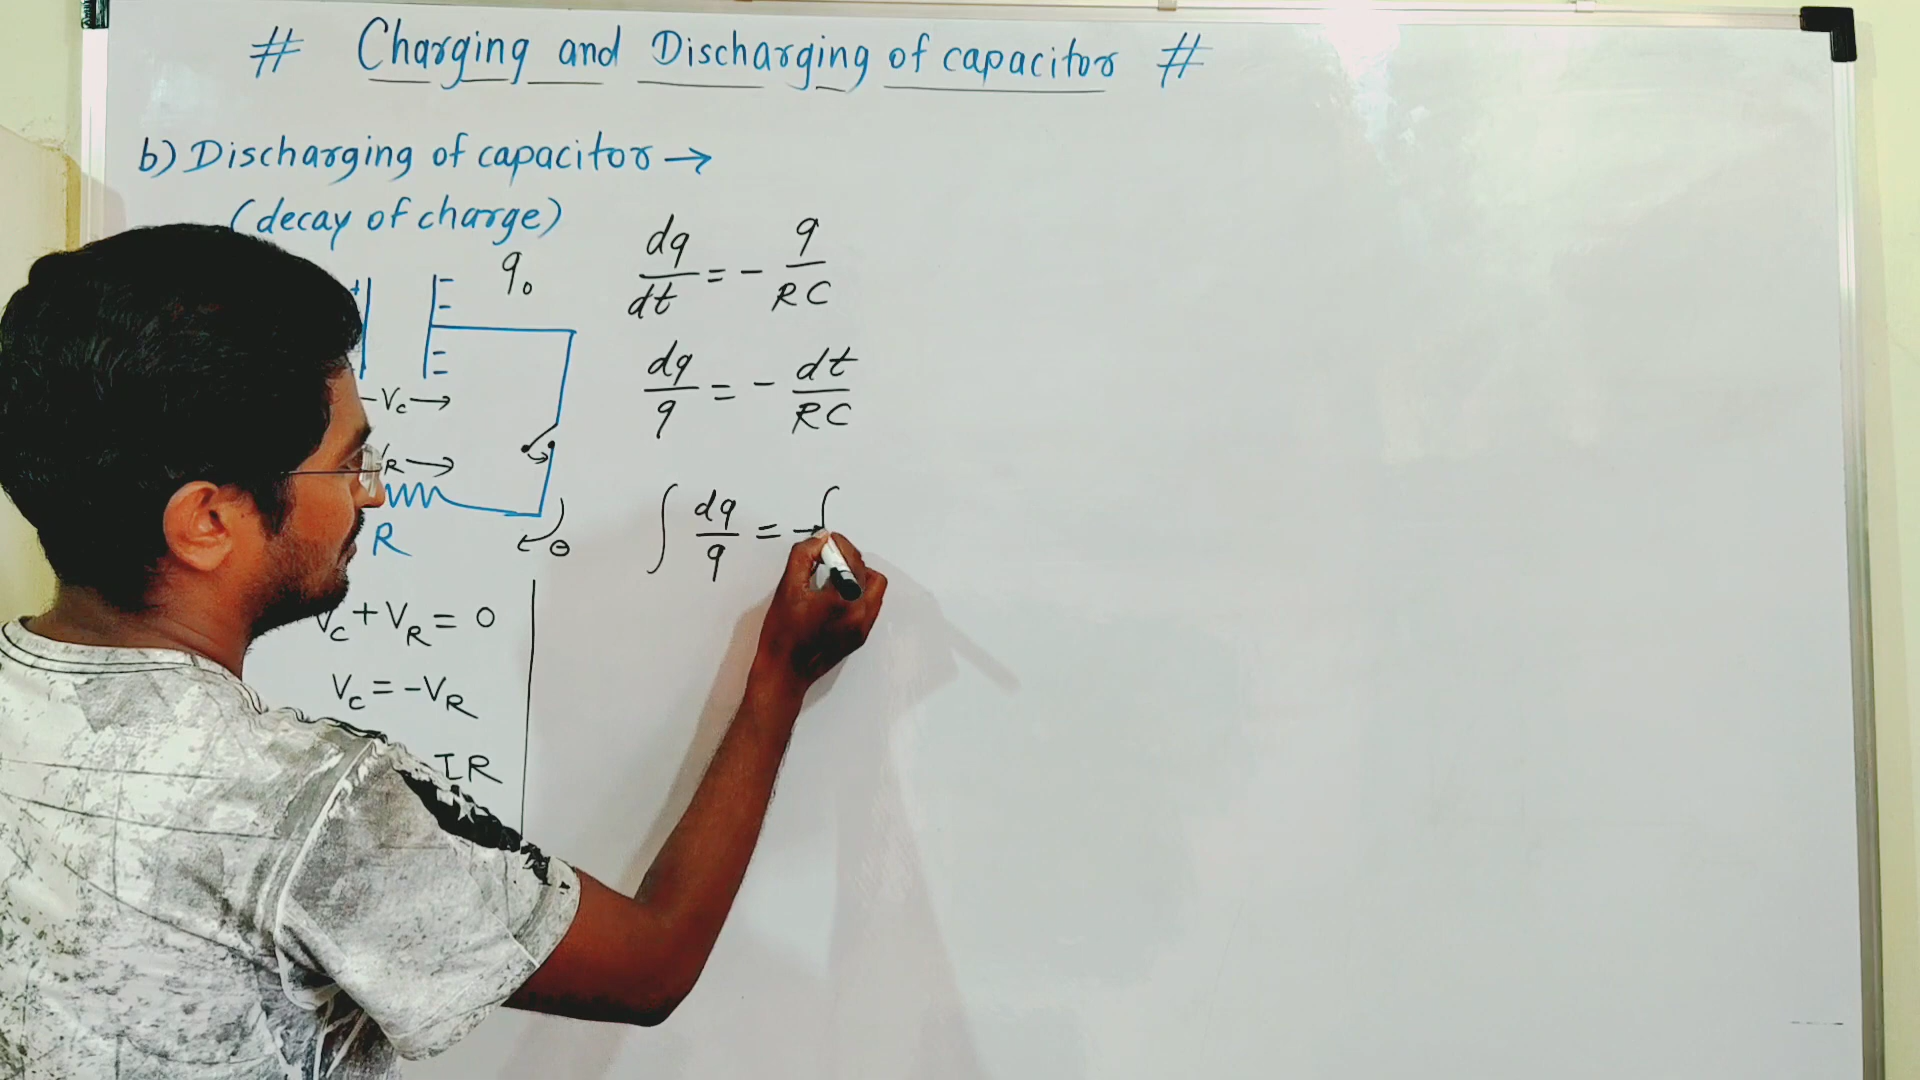 # Charging and Discharging of capacitor #
b) Discharging of capacitor →
(decay of charge)
q₀
+
Vc →
R →
R
⊖
Vc + VR = 0
Vc = -VR
IR
dq/dt = - q/RC
dq/q = - dt/RC
∫ dq/q = - ∫